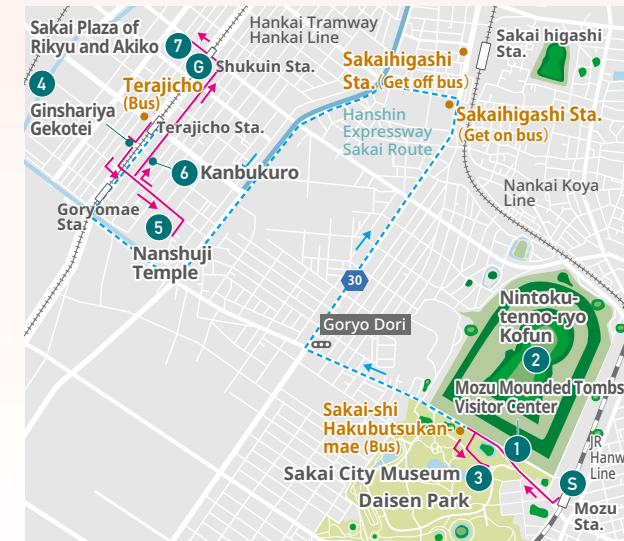 Hankai Tramway
Hankai Line
Sakai Plaza of
Rikyu and Akiko
7
G
Shukuin Sta.
4
Terajicho
(Bus)
Ginshariya
Gekotei
Terajicho Sta.
6
Kanbukuro
Goryomae
Sta.
5
Nanshuji
Temple
Sakai higashi
Sta.
Sakaihigashi
Sta. (Get off bus)
Sakaihigashi Sta.
(Get on bus)
Hanshin
Expressway
Sakai Route
Nankai Koya
Line
30
Goryo Dori
Nintoku-
tenno-ryo
Kofun
2
Mozu Mounded Tombs
Visitor Center
1
Sakai-shi
Hakubutsukan-
mae (Bus)
Sakai City Museum
3
Daisen Park
JR
Hanw
Line
S
Mozu
Sta.